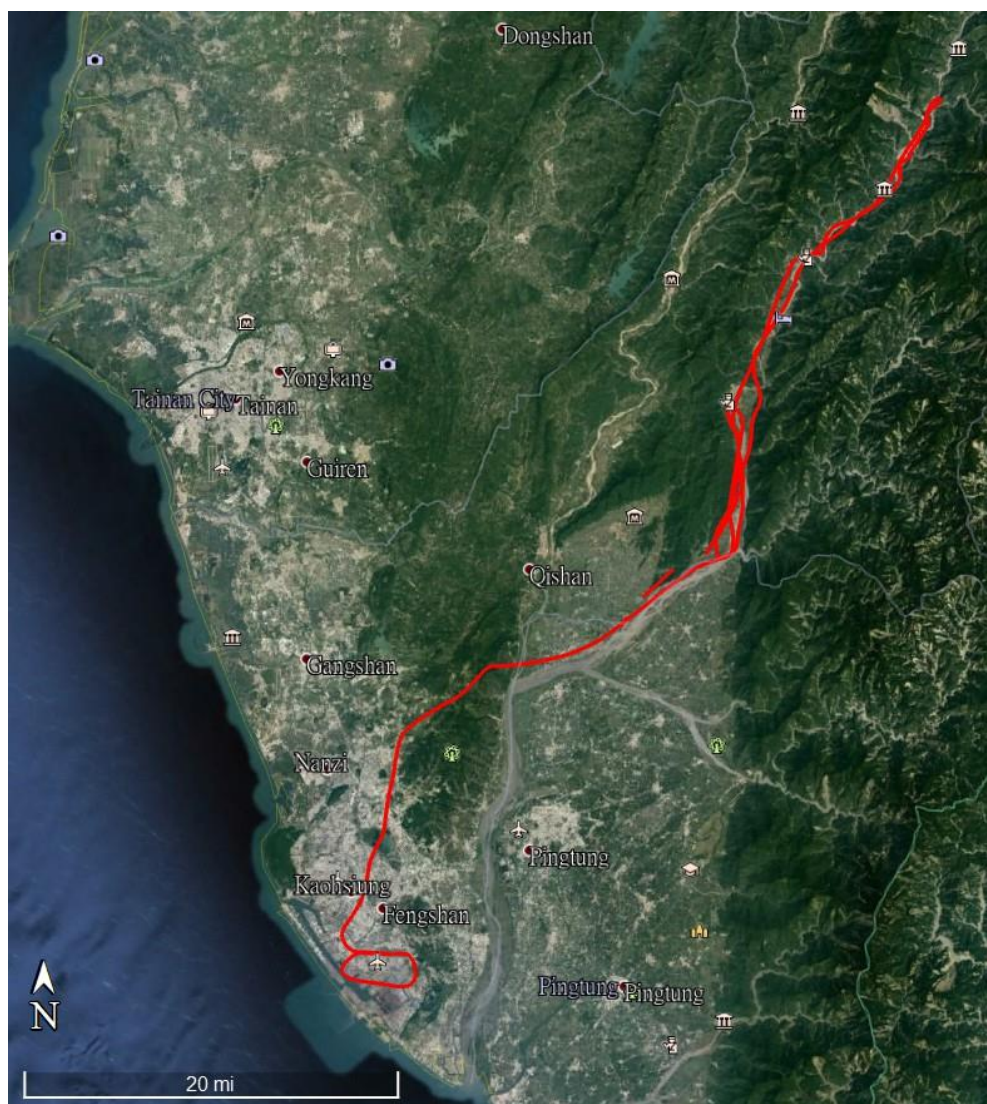 Dongshan
Yongkang
Tainan City
Tainan
Guiren
Qishan
Gangshan
Nanzi
Pingtung
Kaohsiung
Fengshan
Pingtung
Pingtung
N
20 mi